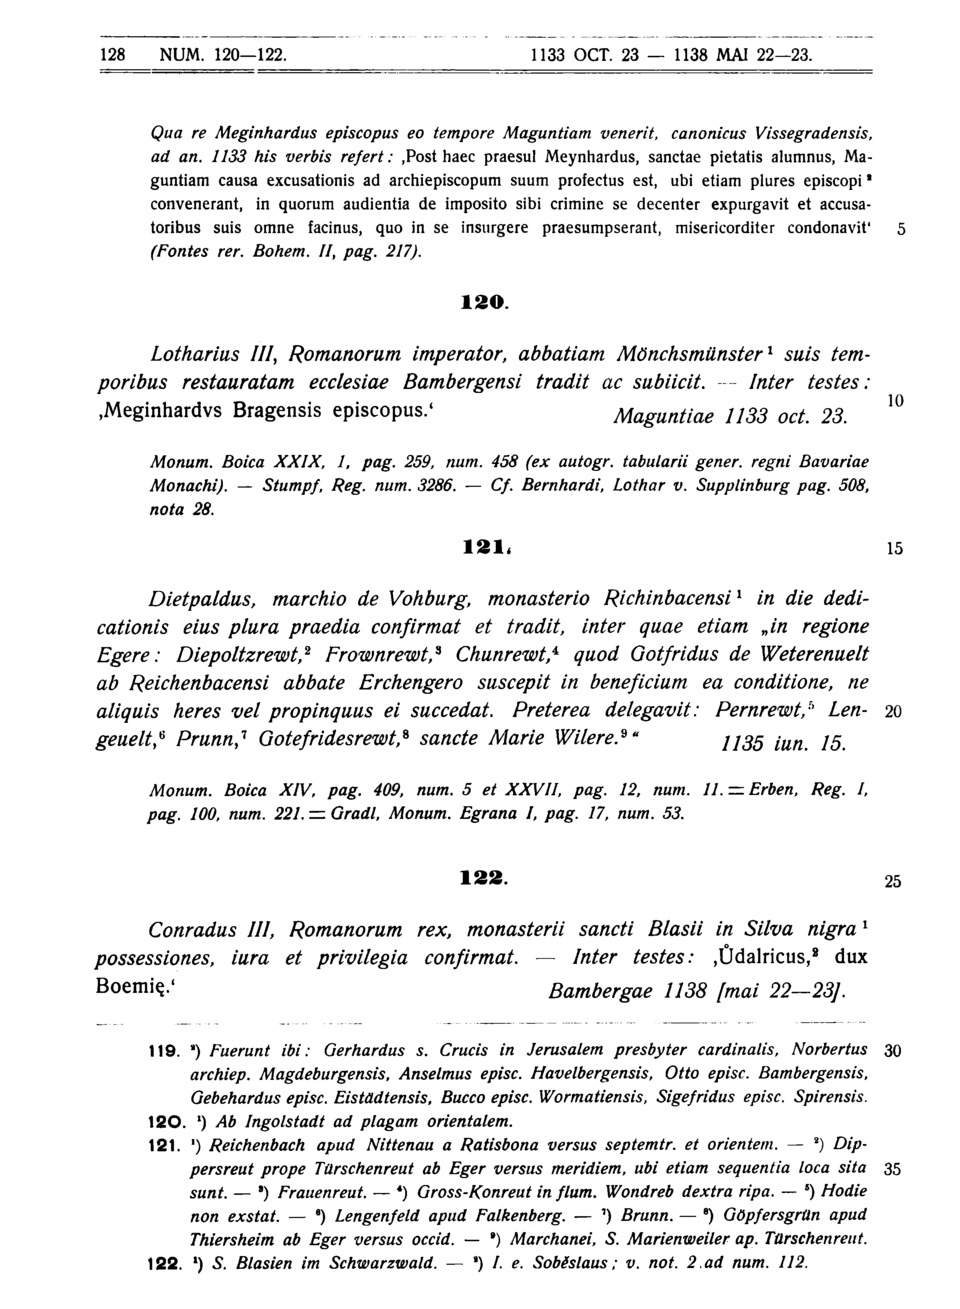 128 NUM. 120—122. 1133 OCT. 23 — 1138 MAI 22—23.
Qua re Meginhardus episcopus eo tempore Maguntiam venerit, canonicus Vissegradensis,
ad an. 1133 his verbis refert: ‚Post haec praesul Meynhardus, sanctae pietatis alumnus, Ma-
guntiam causa excusationis ad archiepiscopum suum profectus est, ubi etiam plures episcopi ²
convenerant, in quorum audientia de imposito sibi crimine se decenter expurgavit et accusa-
toribus suis omne facinus, quo in se insurgere praesumpserant, misericorditer condonavit‘ 5
(Fontes rer. Bohem. II, pag. 217).
120.
Lotharius III, Romanorum imperator, abbatiam Mönchsmünster ¹ suis tem-
poribus restauratam ecclesiae Bambergensi tradit ac subiicit. — Inter testes:
‚Meginhardvs Bragensis episcopus.‘ Maguntiae 1133 oct. 23. 10
Monum. Boica XXIX, 1, pag. 259, num. 458 (ex autogr. tabularii gener. regni Bavariae
Monachi). — Stumpf, Reg. num. 3286. — Cf. Bernhardi, Lothar v. Supplinburg pag. 508,
nota 28.
121. 15
Dietpaldus, marchio de Vohburg, monasterio Richinbacensi ¹ in die dedi-
cationis eius plura praedia confirmat et tradit, inter quae etiam „in regione
Egere: Diepoltzrewt,² Frownrewt,³ Chunrewt,⁴ quod Gotfridus de Weterenuelt
ab Reichenbacensi abbate Erchengero suscepit in beneficium ea conditione, ne
aliquis heres vel propinquus ei succedat. Preterea delegavit: Pernrewt,⁵ Len- 20
geuelt,⁶ Prunn,⁷ Gotefridesrewt,⁸ sancte Marie Wilere.⁹ “ 1135 iun. 15.
Monum. Boica XIV, pag. 409, num. 5 et XXVII, pag. 12, num. 11. = Erben, Reg. I,
pag. 100, num. 221. = Gradl, Monum. Egrana I, pag. 17, num. 53.
122. 25
Conradus III, Romanorum rex, monasterii sancti Blasii in Silva nigra ¹
possessiones, iura et privilegia confirmat. — Inter testes: ‚Ůdalricus,² dux
Boemię.‘ Bambergae 1138 [mai 22—23].
119. ²) Fuerunt ibi: Gerhardus s. Crucis in Jerusalem presbyter cardinalis, Norbertus 30
archiep. Magdeburgensis, Anselmus episc. Havelbergensis, Otto episc. Bambergensis,
Gebehardus episc. Eistädtensis, Bucco episc. Wormatiensis, Sigefridus episc. Spirensis.
120. ¹) Ab Ingolstadt ad plagam orientalem.
121. ¹) Reichenbach apud Nittenau a Ratisbona versus septemtr. et orientem. — ²) Dip-
persreut prope Türschenreut ab Eger versus meridiem, ubi etiam sequentia loca sita 35
sunt. — ³) Frauenreut. — ⁴) Gross-Konreut in flum. Wondreb dextra ripa. — ⁵) Hodie
non exstat. — ⁶) Lengenfeld apud Falkenberg. — ⁷) Brunn. — ⁸) Göpfersgrün apud
Thiersheim ab Eger versus occid. — ⁹) Marchanei, S. Marienweiler ap. Türschenreut.
122. ¹) S. Blasien im Schwarzwald. — ²) I. e. Soběslaus; v. not. 2 ad num. 112.